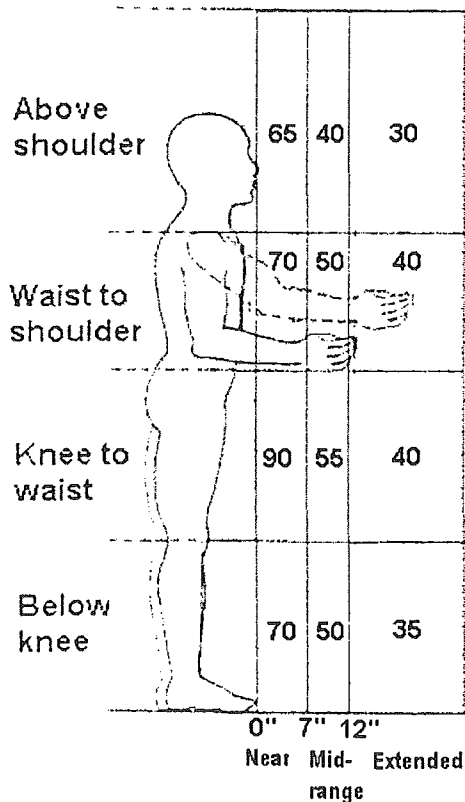 Above
shoulder
65 40 30
Waist to
shoulder
70 50 40
Knee to
waist
90 55 40
Below
knee
70 50 35
0" 7" 12"
Near Mid-
range Extended